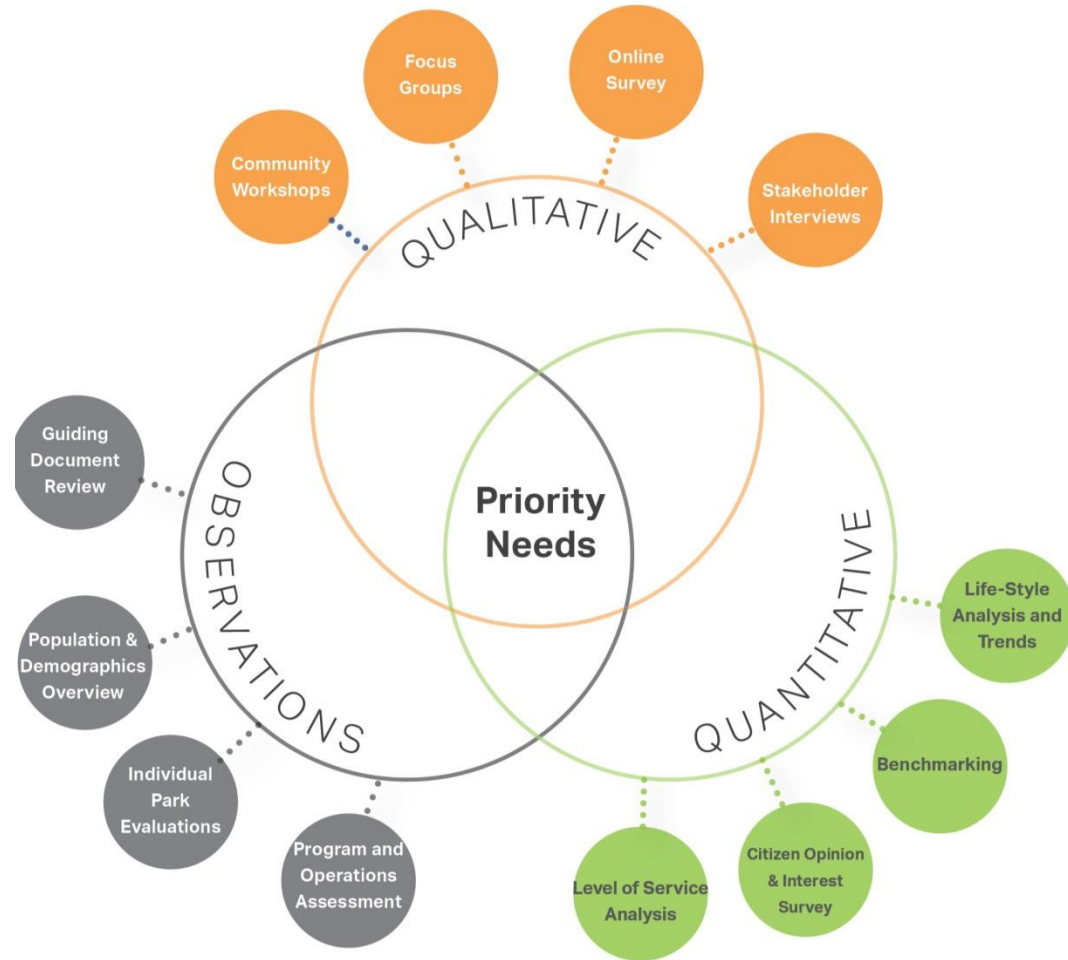 Focus
Groups
Online
Survey
Community
Workshops
Stakeholder
Interviews
QUALITATIVE
Guiding
Document
Review
OBSERVATIONS
Priority
Needs
QUANTITATIVE
Population &
Demographics
Overview
Life-Style
Analysis and
Trends
Individual
Park
Evaluations
Benchmarking
Program and
Operations
Assessment
Level of Service
Analysis
Citizen Opinion
& Interest
Survey